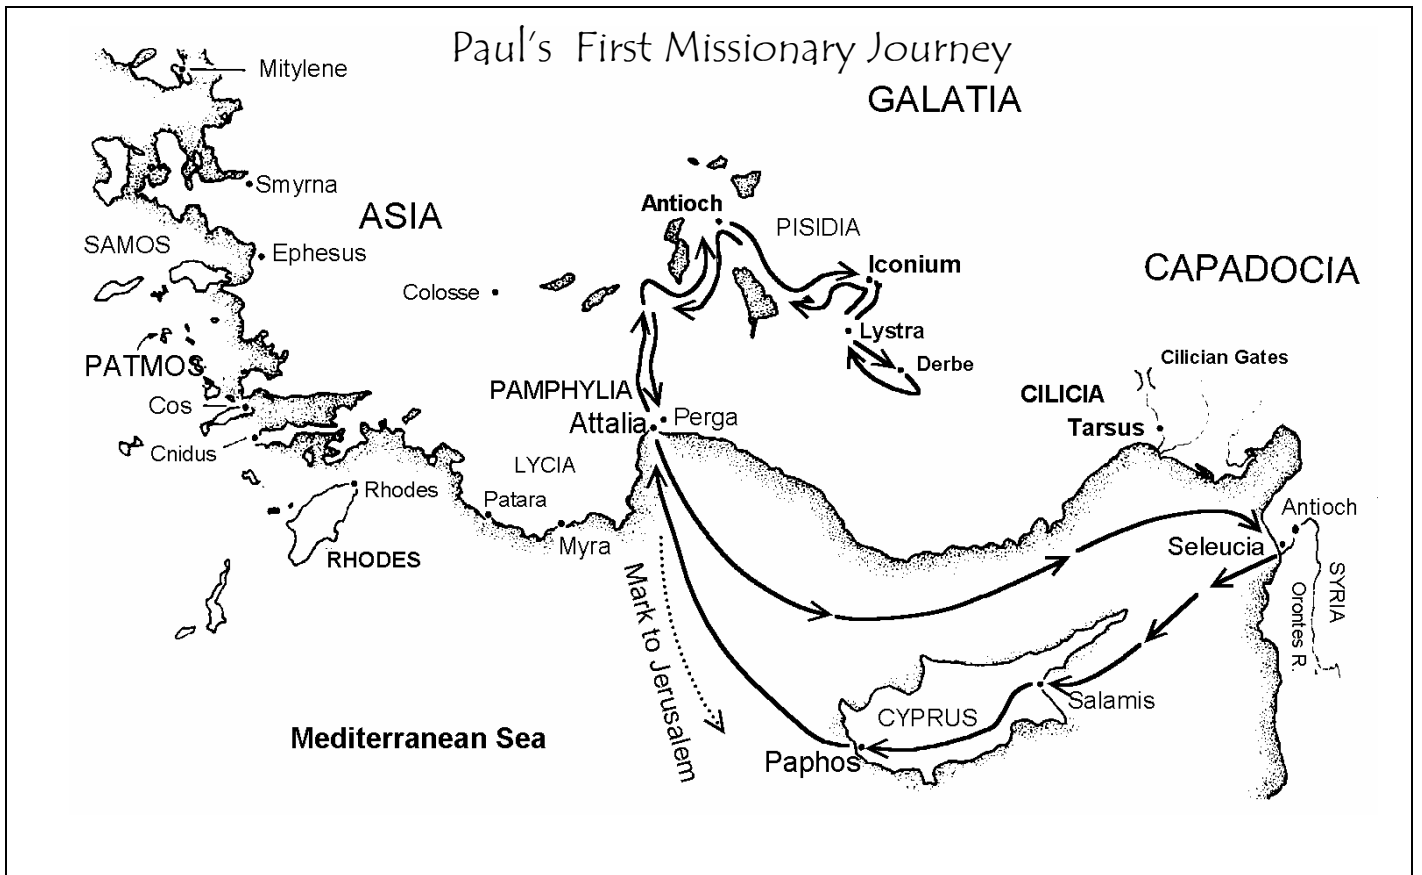 Paul's First Missionary Journey
GALATIA
Mitylene
Smyrna
ASIA
Antioch
PISIDIA
SAMOS
Ephesus
Iconium
CAPADOCIA
Colosse
Lystra
PATMOS
Derbe
Cilician Gates
PAMPHYLIA
CILICIA
Cos
Attalia
Perga
Tarsus
Cnidus
LYCIA
Rhodes
Patara
Antioch
Myra
Seleucia
RHODES
SYRIA
Orontes R.
Mark to Jerusalem
Salamis
CYPRUS
Mediterranean Sea
Paphos